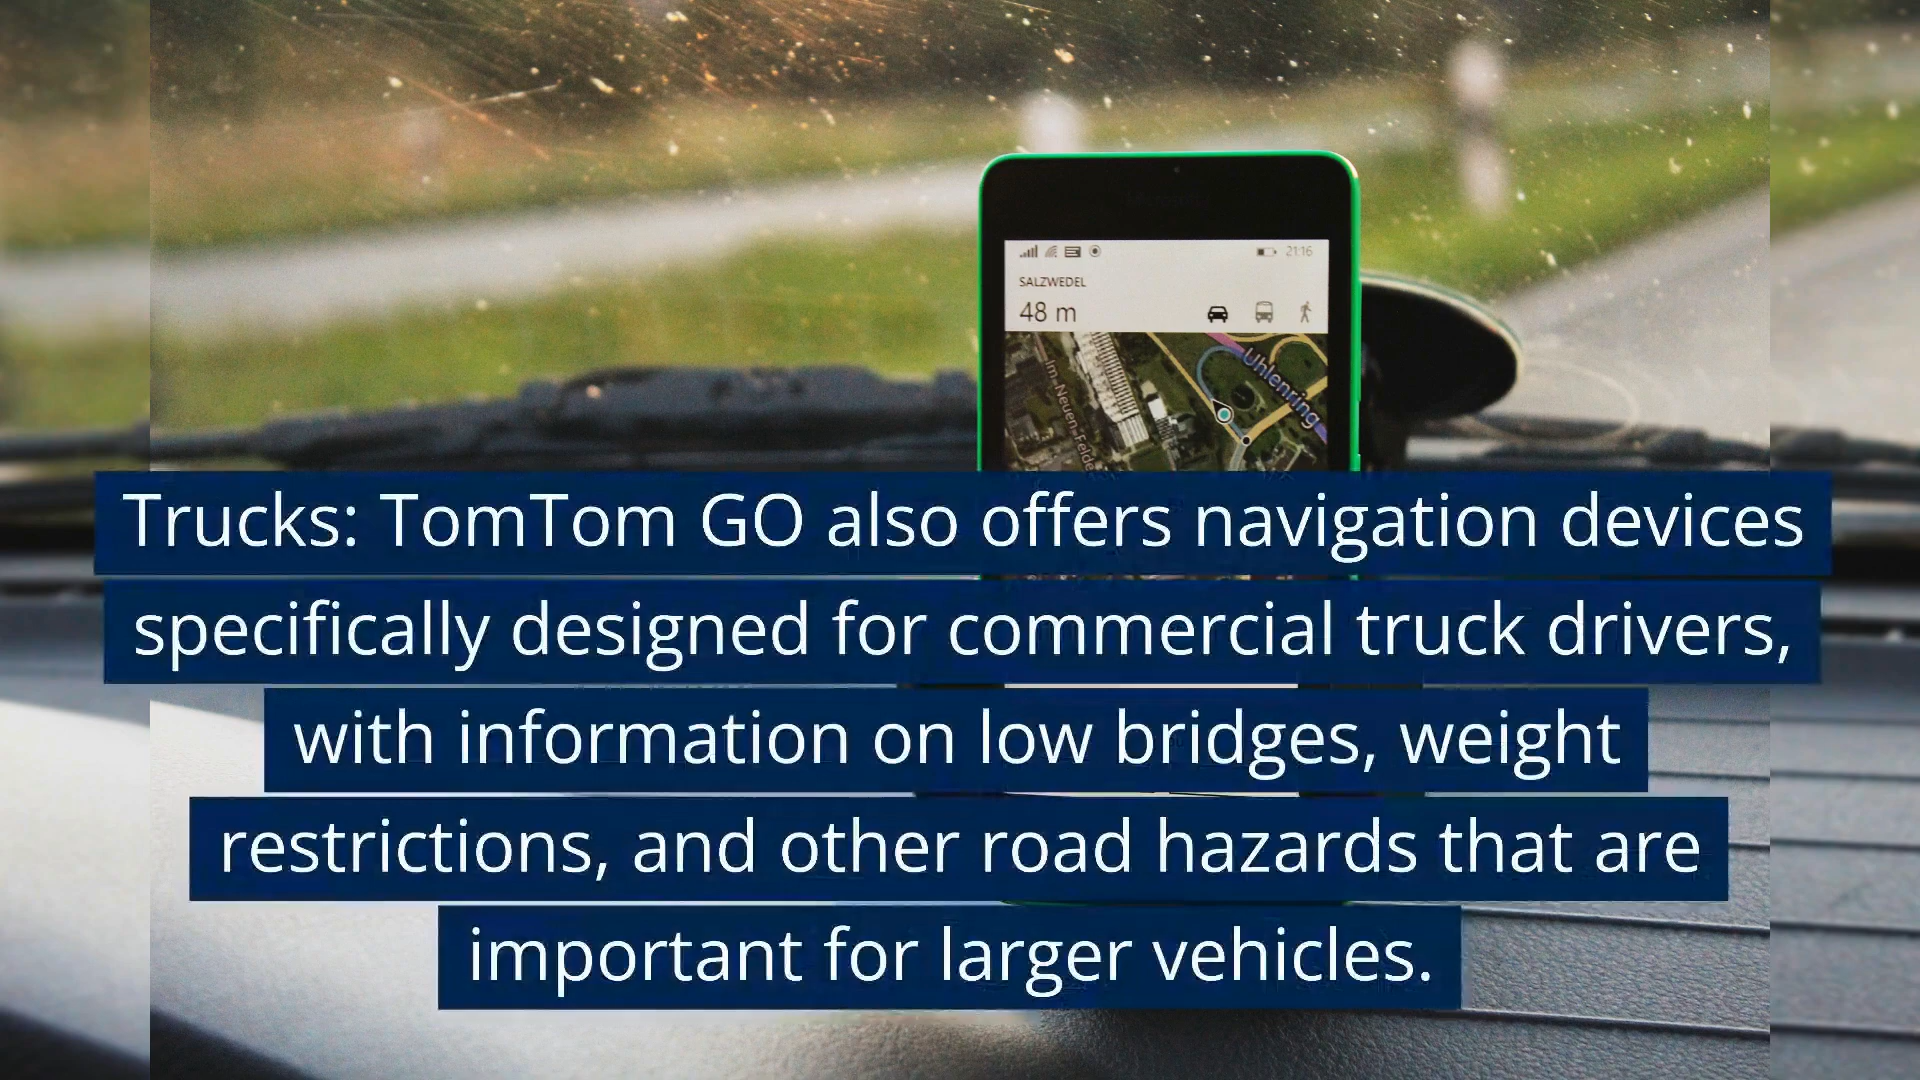 21:16
SALZWEDEL
48 m
Uhlenring
Im-Neuen-Felde
Trucks: TomTom GO also offers navigation devices
specifically designed for commercial truck drivers,
with information on low bridges, weight
restrictions, and other road hazards that are
important for larger vehicles.